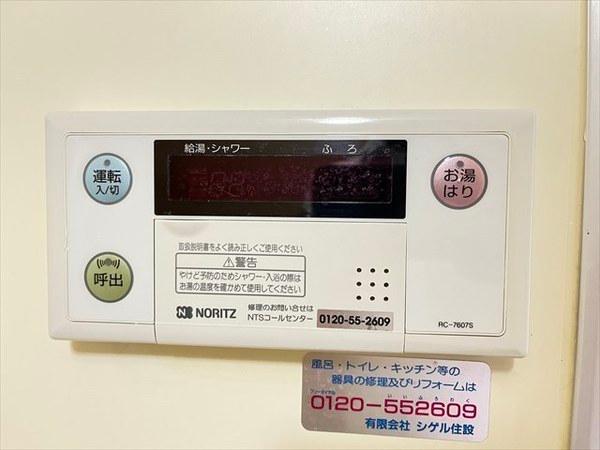 給湯・シャワー
ふろ
運転
入/切
お湯
はり
呼出
取扱説明書をよく読み正しくご使用ください
⚠警告
やけど予防のためシャワー・入浴の際は
お湯の温度を確かめて使用してください
NORITZ
修理のお問い合せは
NTSコールセンター
0120-55-2609
RC-7607S
風呂・トイレ・キッチン等の
器具の修理及びリフォームは
フリーダイヤル
0120-552609
有限会社 シゲル住設